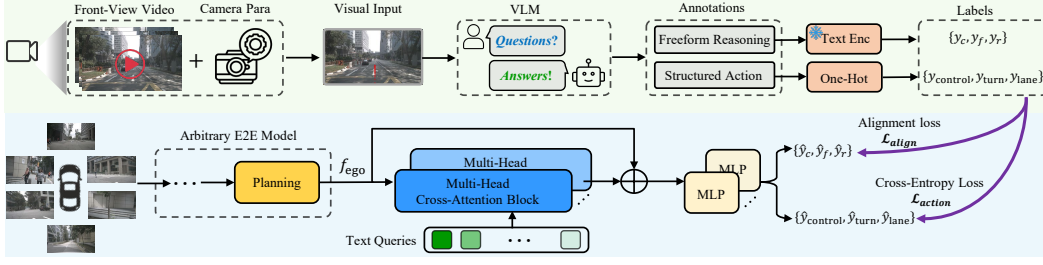 Front-View Video
Camera Para
Visual Input
VLM
Annotations
Labels
+
Questions?
Answers!
Freeform Reasoning
Structured Action
Text Enc
One-Hot
{y_c, y_f, y_r}
{y_control, y_turn, y_lane}
Arbitrary E2E Model
Planning
f_ego
Multi-Head
Multi-Head
Cross-Attention Block
Text Queries
MLP
MLP
{ŷ_c, ŷ_f, ŷ_r}
{ŷ_control, ŷ_turn, ŷ_lane}
Alignment loss
ℒ_align
Cross-Entropy Loss
ℒ_action